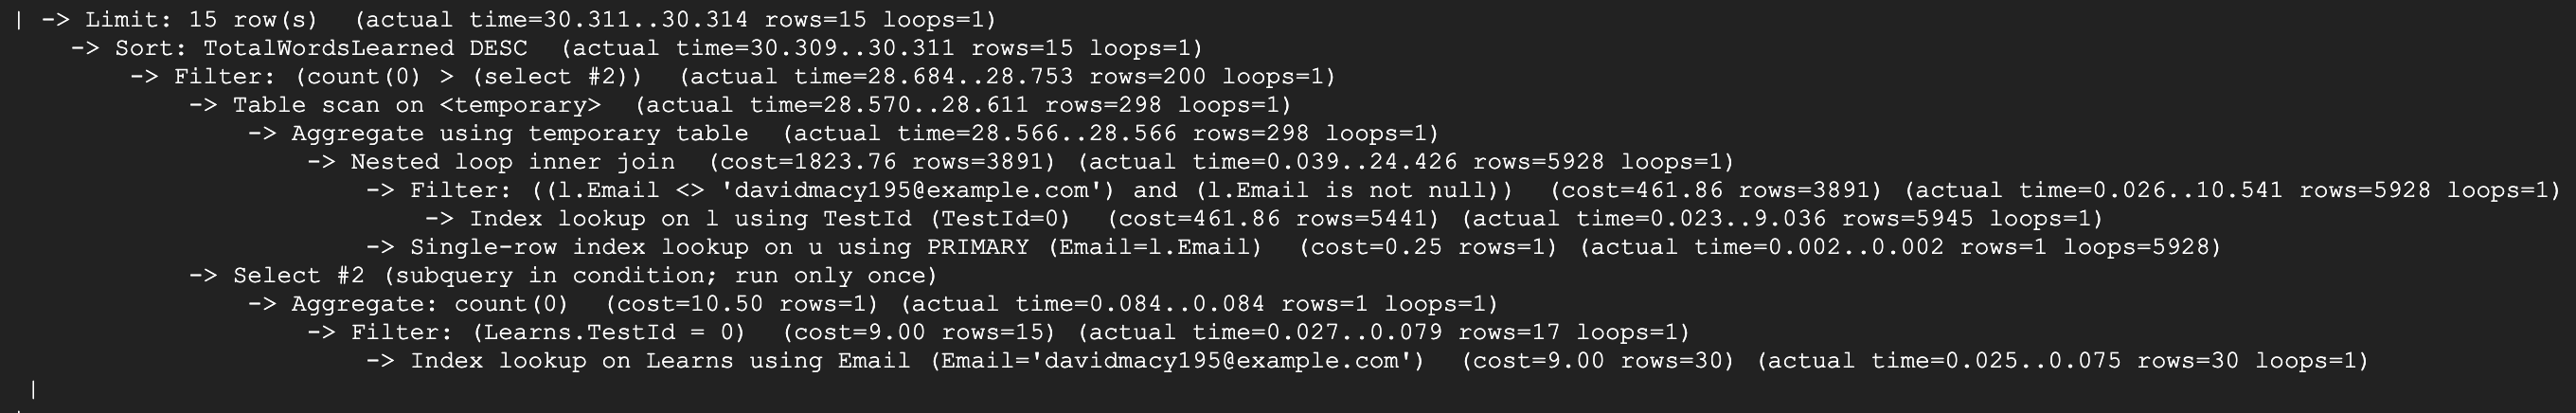 | -> Limit: 15 row(s)  (actual time=30.311..30.314 rows=15 loops=1)
    -> Sort: TotalWordsLearned DESC  (actual time=30.309..30.311 rows=15 loops=1)
        -> Filter: (count(0) > (select #2))  (actual time=28.684..28.753 rows=200 loops=1)
            -> Table scan on <temporary>  (actual time=28.570..28.611 rows=298 loops=1)
                -> Aggregate using temporary table  (actual time=28.566..28.566 rows=298 loops=1)
                    -> Nested loop inner join  (cost=1823.76 rows=3891) (actual time=0.039..24.426 rows=5928 loops=1)
                        -> Filter: ((l.Email <> 'davidmacy195@example.com') and (l.Email is not null))  (cost=461.86 rows=3891) (actual time=0.026..10.541 rows=5928 loops=1)
                            -> Index lookup on l using TestId (TestId=0)  (cost=461.86 rows=5441) (actual time=0.023..9.036 rows=5945 loops=1)
                        -> Single-row index lookup on u using PRIMARY (Email=l.Email)  (cost=0.25 rows=1) (actual time=0.002..0.002 rows=1 loops=5928)
            -> Select #2 (subquery in condition; run only once)
                -> Aggregate: count(0)  (cost=10.50 rows=1) (actual time=0.084..0.084 rows=1 loops=1)
                    -> Filter: (Learns.TestId = 0)  (cost=9.00 rows=15) (actual time=0.027..0.079 rows=17 loops=1)
                        -> Index lookup on Learns using Email (Email='davidmacy195@example.com')  (cost=9.00 rows=30) (actual time=0.025..0.075 rows=30 loops=1)
 |